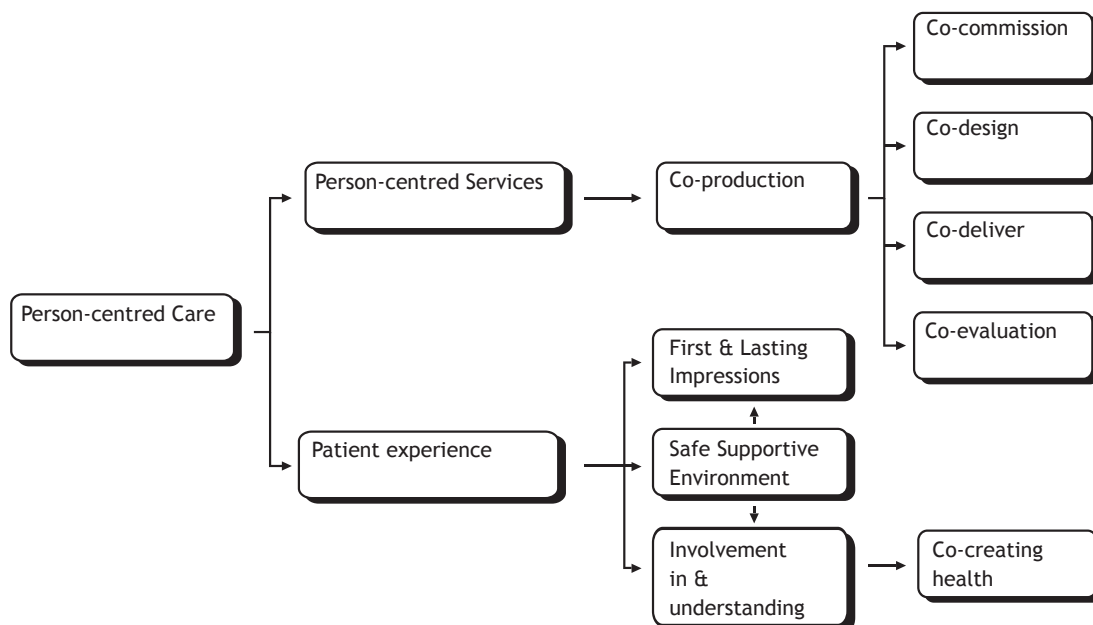 Co-commission
Co-design
Person-centred Services
Co-production
Co-deliver
Person-centred Care
Co-evaluation
First & Lasting
Impressions
Patient experience
Safe Supportive
Environment
Involvement
in &
understanding
Co-creating
health